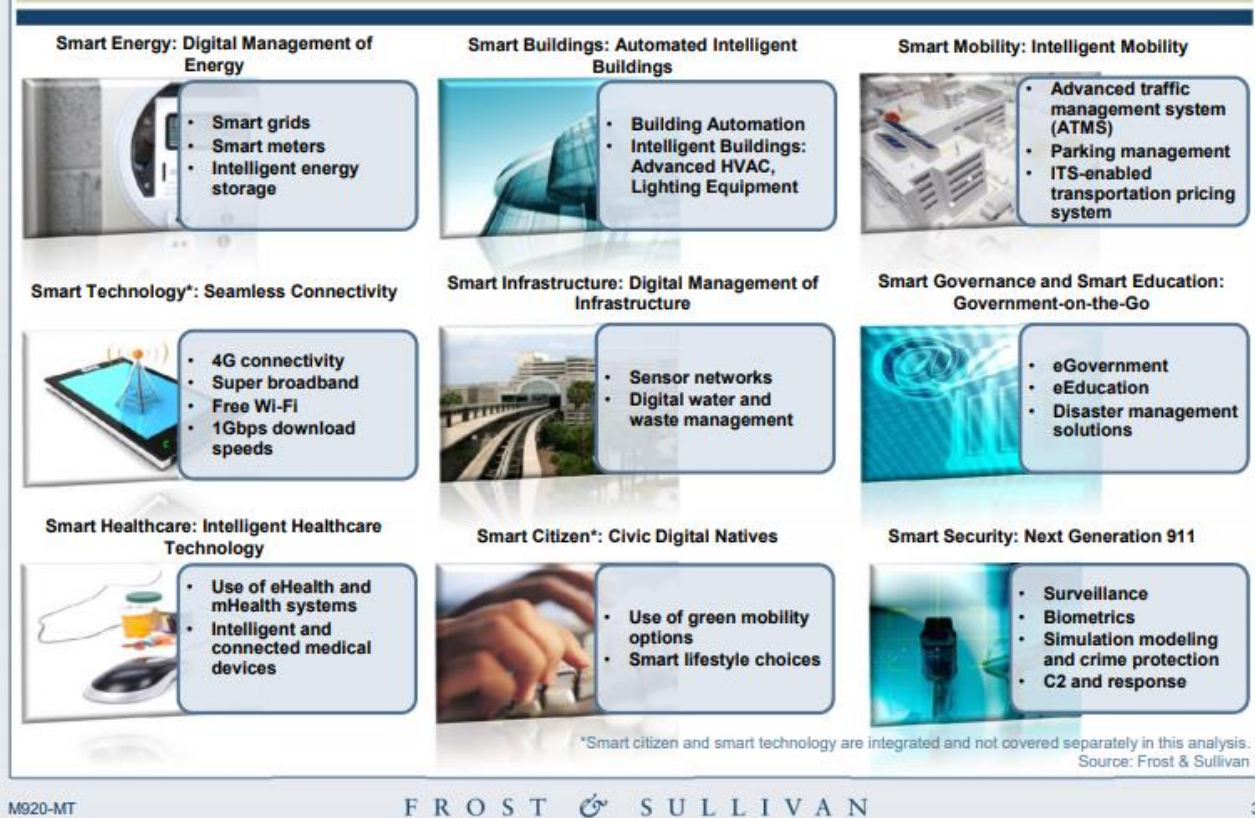 Smart Energy: Digital Management of
Energy
• Smart grids
• Smart meters
• Intelligent energy
storage
Smart Buildings: Automated Intelligent
Buildings
• Building Automation
• Intelligent Buildings:
Advanced HVAC,
Lighting Equipment
Smart Mobility: Intelligent Mobility
• Advanced traffic
management system
(ATMS)
• Parking management
• ITS-enabled
transportation pricing
system
Smart Technology*: Seamless Connectivity
• 4G connectivity
• Super broadband
• Free Wi-Fi
• 1Gbps download
speeds
Smart Infrastructure: Digital Management of
Infrastructure
• Sensor networks
• Digital water and
waste management
Smart Governance and Smart Education:
Government-on-the-Go
• eGovernment
• eEducation
• Disaster management
solutions
Smart Healthcare: Intelligent Healthcare
Technology
• Use of eHealth and
mHealth systems
• Intelligent and
connected medical
devices
Smart Citizen*: Civic Digital Natives
• Use of green mobility
options
• Smart lifestyle choices
Smart Security: Next Generation 911
• Surveillance
• Biometrics
• Simulation modeling
and crime protection
• C2 and response
*Smart citizen and smart technology are integrated and not covered separately in this analysis.
Source: Frost & Sullivan
M920-MT
FROST & SULLIVAN